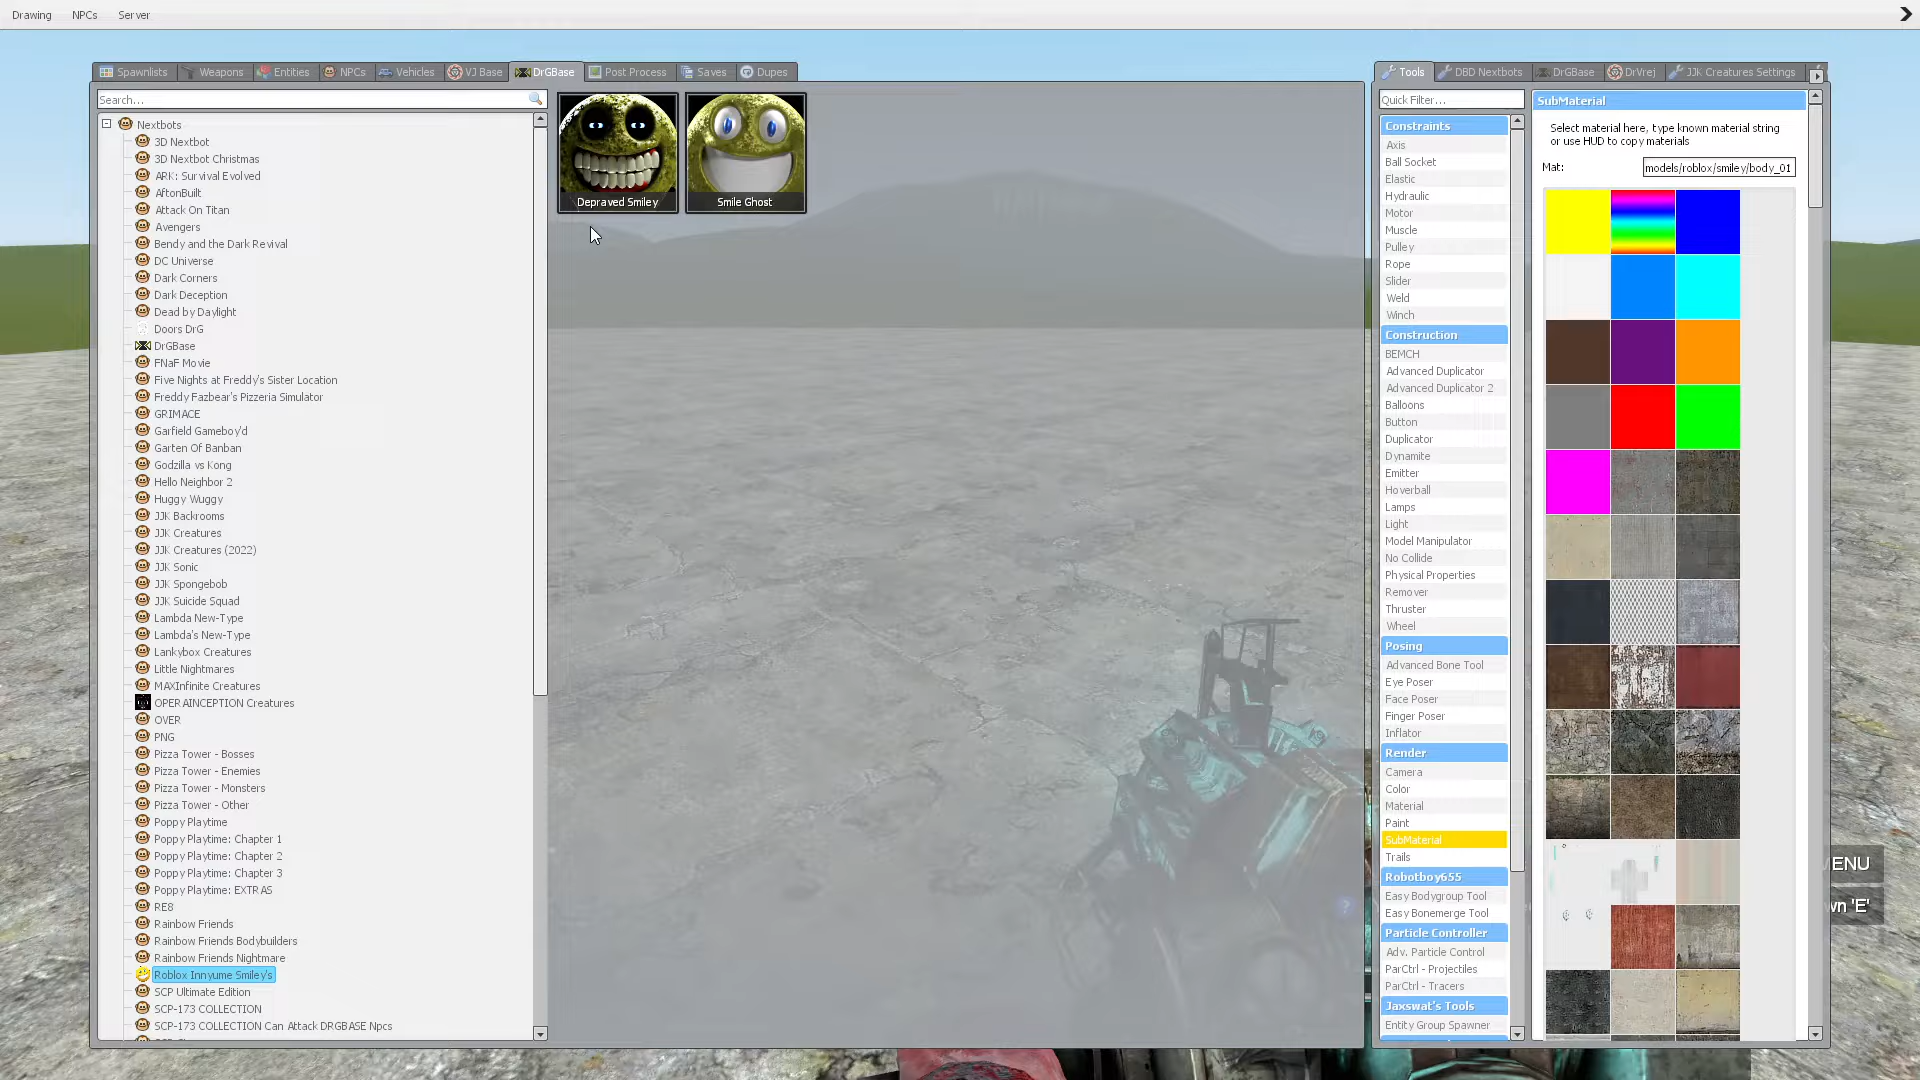 Drawing NPCs Server
Spawnlists Weapons Entities NPCs Vehicles VJ Base DrGBase Post Process Saves Dupes
Search...
Nextbots
3D Nextbot
3D Nextbot Christmas
ARK: Survival Evolved
AftonBuilt
Attack On Titan
Avengers
Bendy and the Dark Revival
DC Universe
Dark Corners
Dark Deception
Dead by Daylight
Doors DrG
DrGBase
FNaF Movie
Five Nights at Freddy's Sister Location
Freddy Fazbear's Pizzeria Simulator
GRIMACE
Garfield Gameboy'd
Garten Of Banban
Godzilla vs Kong
Hello Neighbor 2
Huggy Wuggy
JJK Backrooms
JJK Creatures
JJK Creatures (2022)
JJK Sonic
JJK Spongebob
JJK Suicide Squad
Lambda New-Type
Lambda's New-Type
Lankybox Creatures
Little Nightmares
MAXInfinite Creatures
OPERAINCEPTION Creatures
OVER
PNG
Pizza Tower - Bosses
Pizza Tower - Enemies
Pizza Tower - Monsters
Pizza Tower - Other
Poppy Playtime
Poppy Playtime: Chapter 1
Poppy Playtime: Chapter 2
Poppy Playtime: Chapter 3
Poppy Playtime: EXTRAS
RE8
Rainbow Friends
Rainbow Friends Bodybuilders
Rainbow Friends Nightmare
Roblox Innyume Smiley's
SCP Ultimate Edition
SCP-173 COLLECTION
SCP-173 COLLECTION Can Attack DRGBASE Npcs
Depraved Smiley
Smile Ghost
Tools DBD Nextbots DrGBase DrVrej JJK Creatures Settings
Quick Filter...
Constraints
Axis
Ball Socket
Elastic
Hydraulic
Motor
Muscle
Pulley
Rope
Slider
Weld
Winch
Construction
BEMCH
Advanced Duplicator
Advanced Duplicator 2
Balloons
Button
Duplicator
Dynamite
Emitter
Hoverball
Lamps
Light
Model Manipulator
No Collide
Physical Properties
Remover
Thruster
Wheel
Posing
Advanced Bone Tool
Eye Poser
Face Poser
Finger Poser
Inflator
Render
Camera
Color
Material
Paint
SubMaterial
Trails
Robotboy655
Easy Bodygroup Tool
Easy Bonemerge Tool
Particle Controller
Adv. Particle Control
ParCtrl - Projectiles
ParCtrl - Tracers
Jaxswat's Tools
Entity Group Spawner
SubMaterial
Select material here, type known material string
or use HUD to copy materials
Mat: models/roblox/smiley/body_01
MENU
wn 'E'